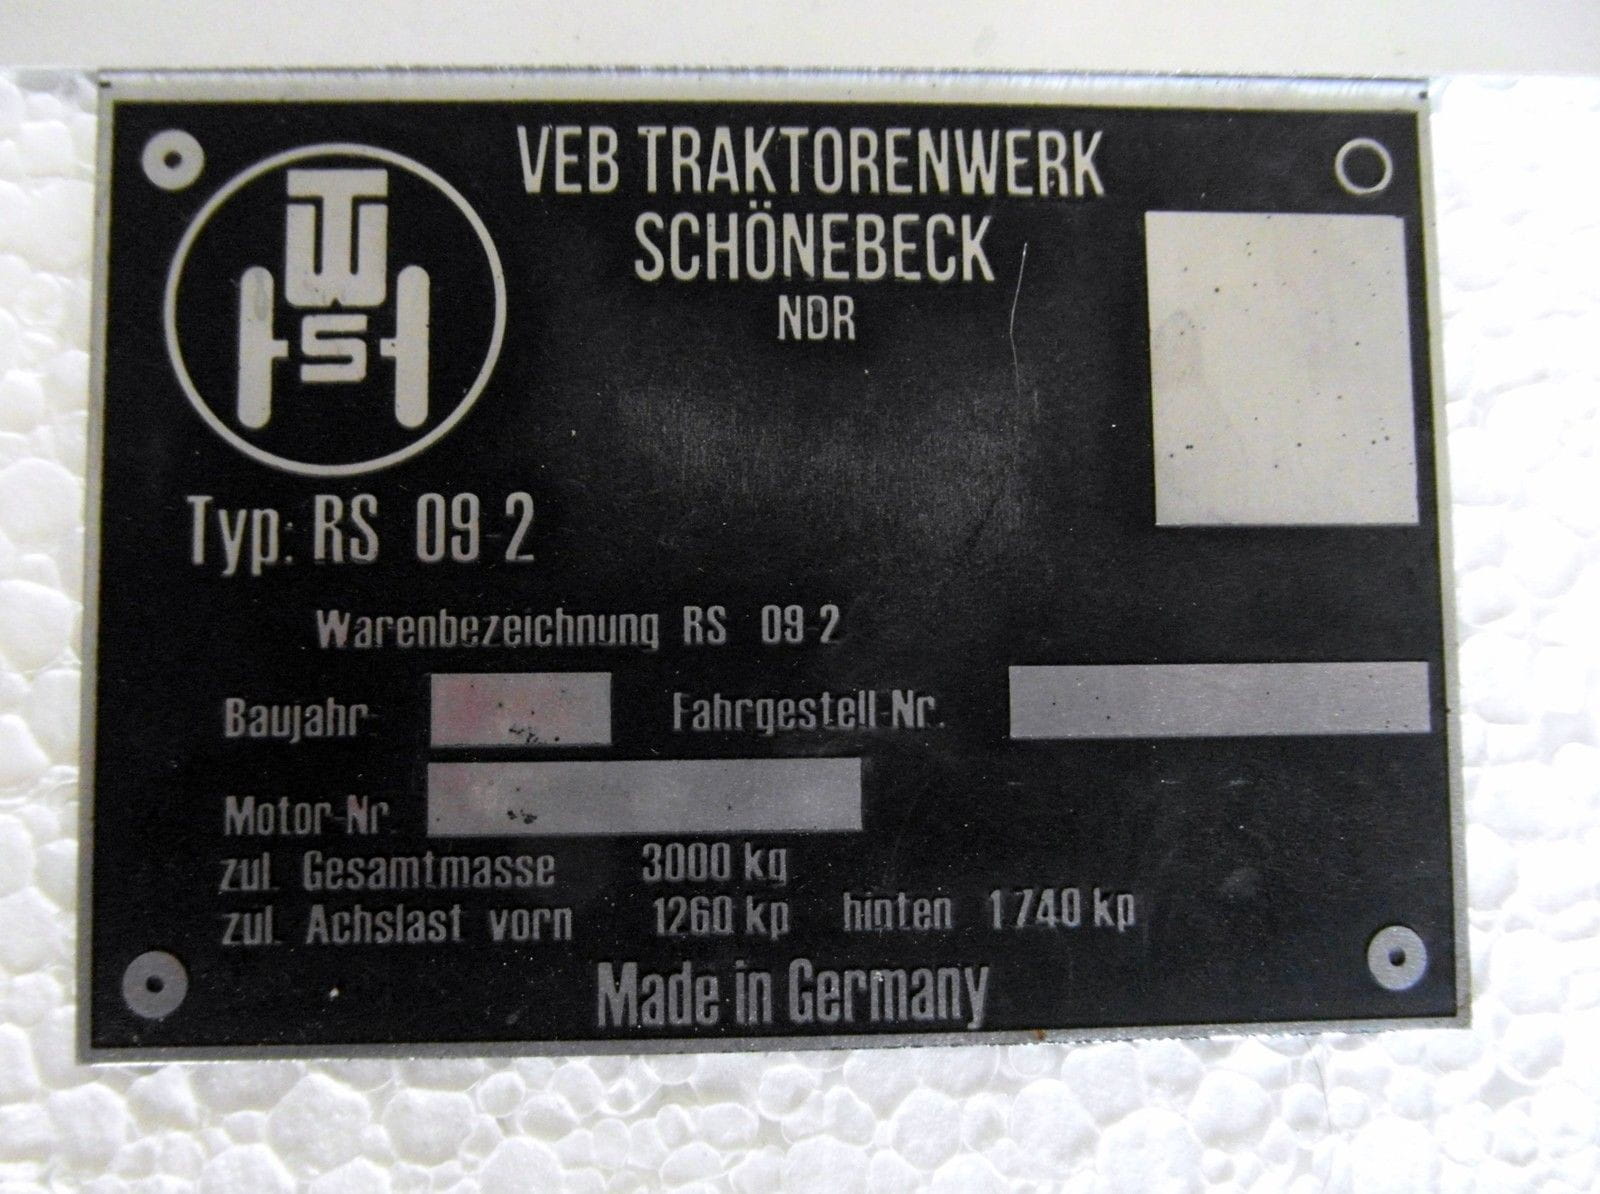 VEB TRAKTORENWERK
SCHÖNEBECK
NDR
TW
S
Typ: RS 09-2
Warenbezeichnung RS 09-2
Baujahr Fahrgestell-Nr.
Motor-Nr.
zul. Gesamtmasse 3000 kg
zul. Achslast vorn 1260 kp hinten 1740 kp
Made in Germany